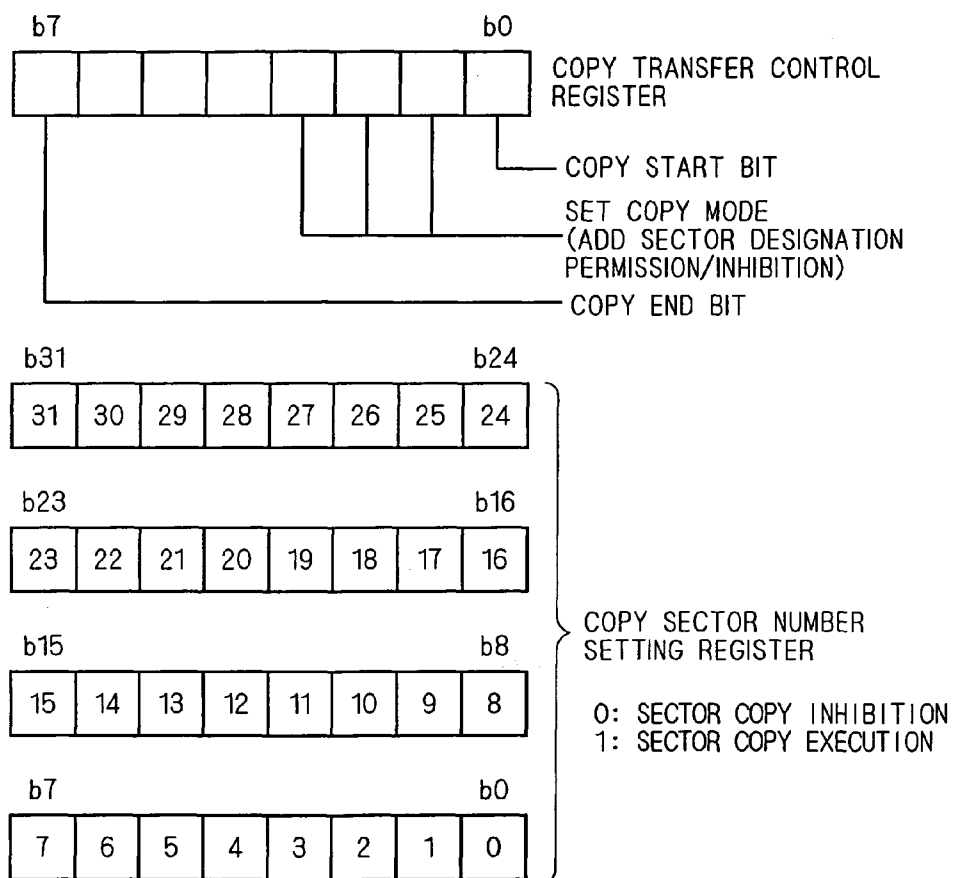 b7 b0
COPY TRANSFER CONTROL
REGISTER
COPY START BIT
SET COPY MODE
(ADD SECTOR DESIGNATION
PERMISSION/INHIBITION)
COPY END BIT
b31 b24
31 30 29 28 27 26 25 24
b23 b16
23 22 21 20 19 18 17 16
COPY SECTOR NUMBER
SETTING REGISTER
b15 b8
15 14 13 12 11 10 9 8
0: SECTOR COPY INHIBITION
1: SECTOR COPY EXECUTION
b7 b0
7 6 5 4 3 2 1 0